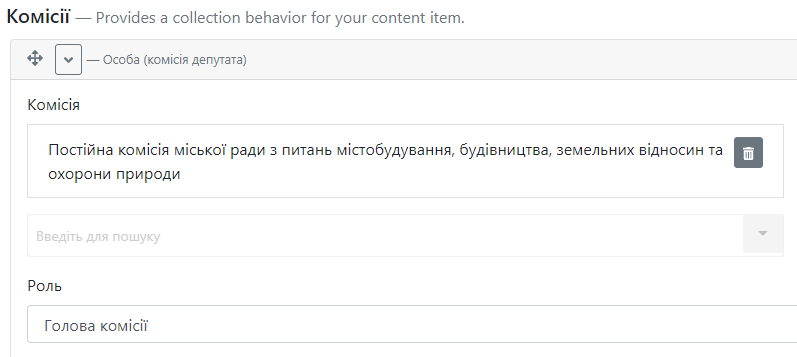 Комісії — Provides a collection behavior for your content item.
— Особа (комісія депутата)
Комісія
Постійна комісія міської ради з питань містобудування, будівництва, земельних відносин та
охорони природи
Введіть для пошуку
Роль
Голова комісії